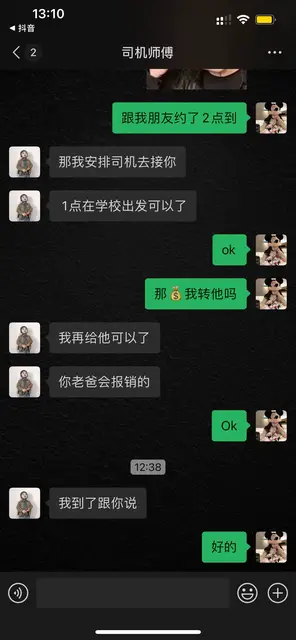 13:10
抖音
2
司机师傅
跟我朋友约了2点到
那我安排司机去接你
1点在学校出发可以了
ok
那💰我转他吗
我再给他可以了
你老爸会报销的
Ok
12:38
我到了跟你说
好的